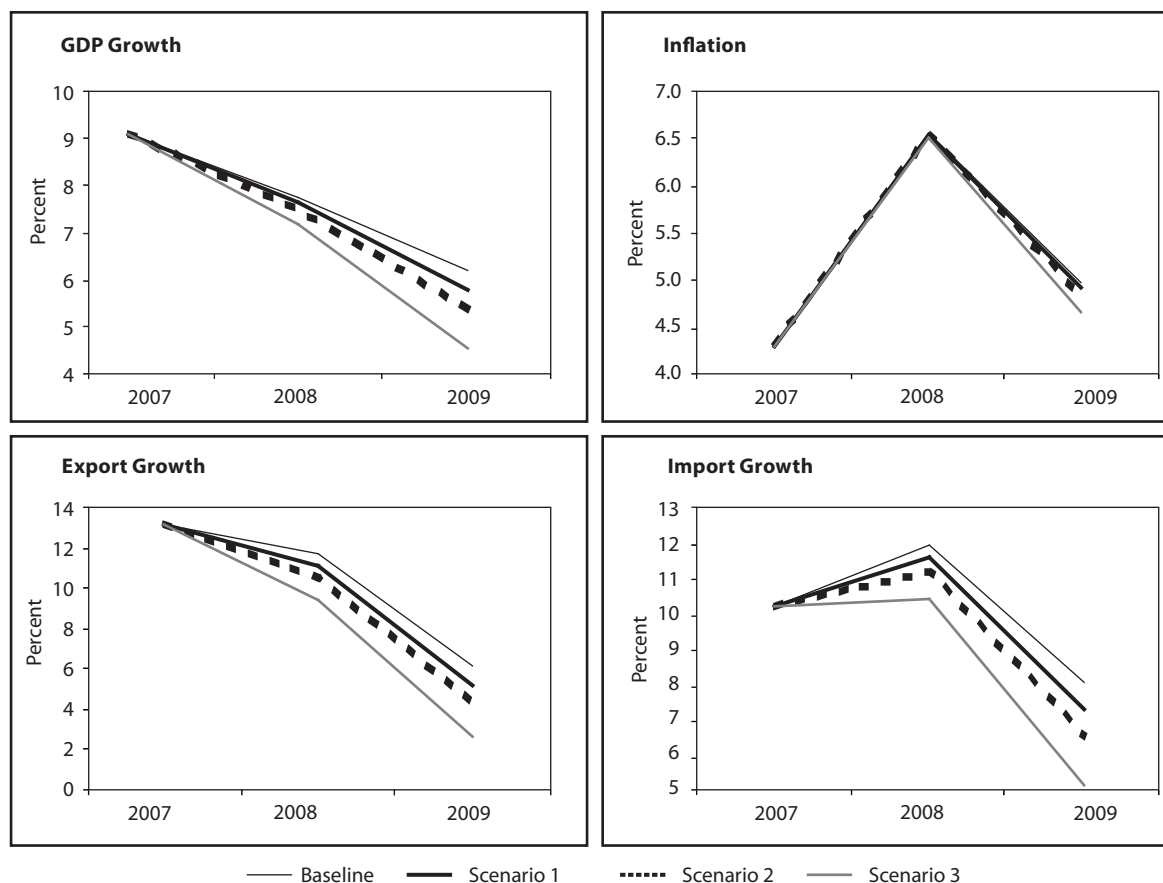 GDP Growth
Percent
10
9
8
7
6
5
4
2007 2008 2009
Inflation
Percent
7.0
6.5
6.0
5.5
5.0
4.5
4.0
2007 2008 2009
Export Growth
Percent
14
12
10
8
6
4
2
0
2007 2008 2009
Import Growth
Percent
13
12
11
10
9
8
7
6
5
2007 2008 2009
Baseline Scenario 1 Scenario 2 Scenario 3